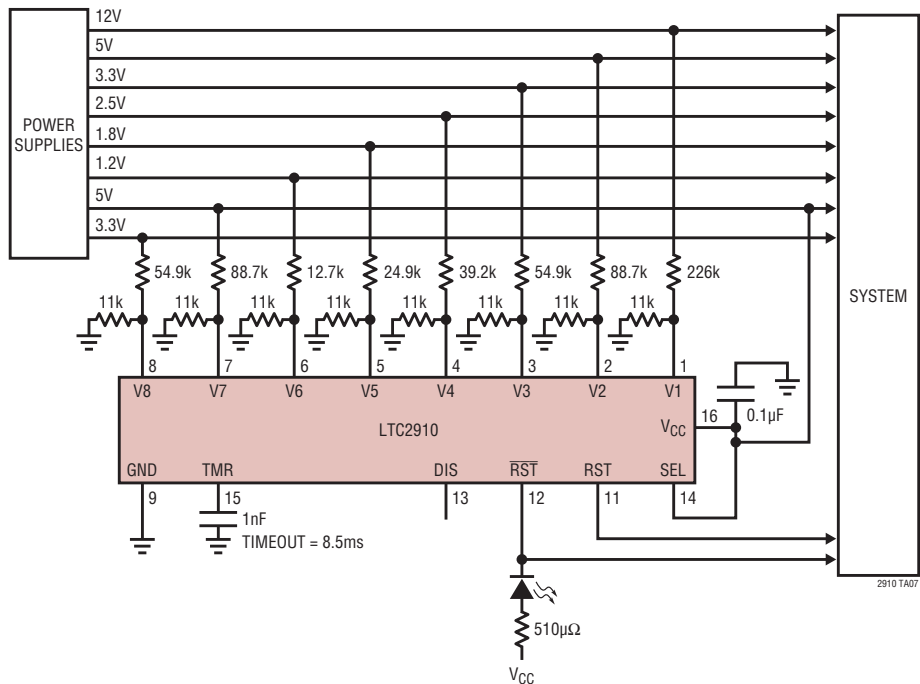 12V
5V
3.3V
2.5V
1.8V
1.2V
5V
3.3V
POWER
SUPPLIES
SYSTEM
54.9k
88.7k
12.7k
24.9k
39.2k
54.9k
88.7k
226k
11k
11k
11k
11k
11k
11k
11k
11k
8
7
6
5
4
3
2
1
V8
V7
V6
V5
V4
V3
V2
V1
0.1µF
16
VCC
LTC2910
GND
TMR
DIS
RST
RST
SEL
9
15
13
12
11
14
1nF
TIMEOUT = 8.5ms
510µΩ
VCC
2910 TA07